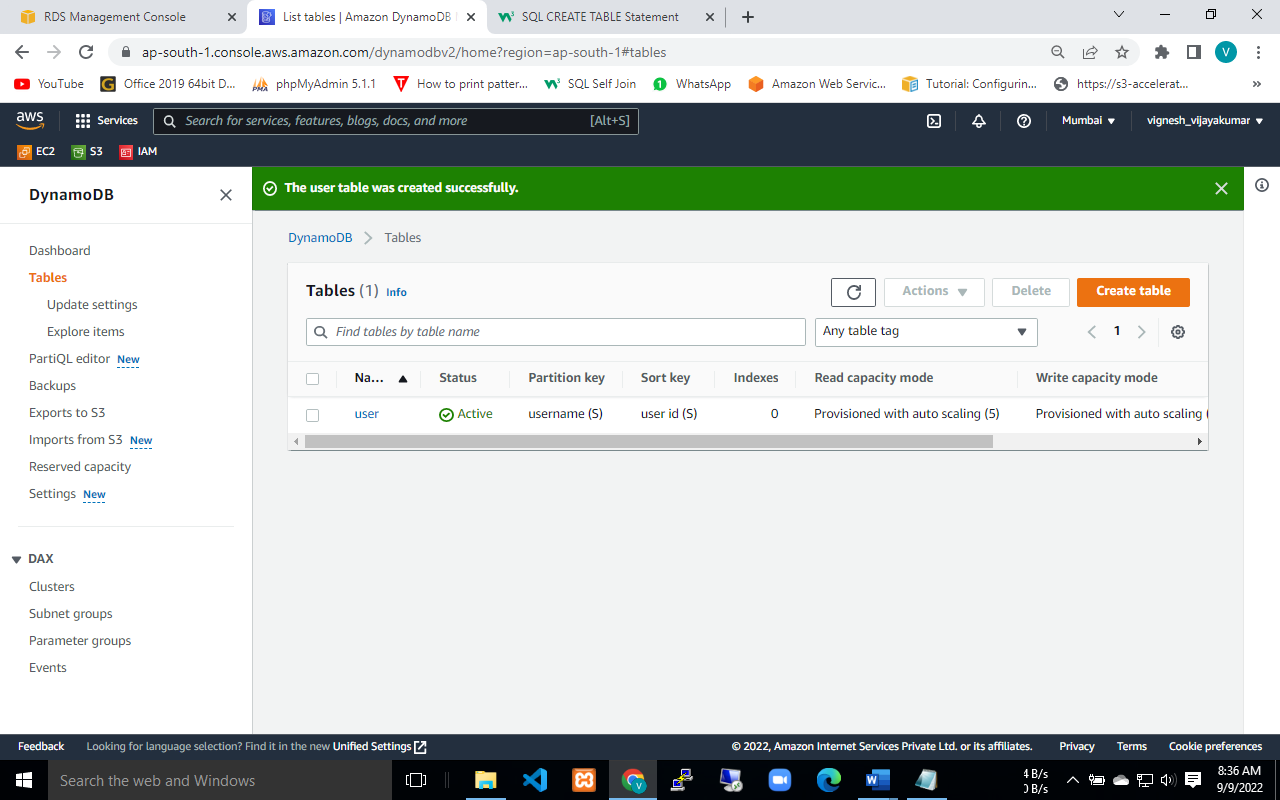 RDS Management Console
List tables | Amazon DynamoDB
SQL CREATE TABLE Statement
ap-south-1.console.aws.amazon.com/dynamodbv2/home?region=ap-south-1#tables
V
YouTube
Office 2019 64bit D...
phpMyAdmin 5.1.1
How to print patter...
SQL Self Join
WhatsApp
Amazon Web Servic...
Tutorial: Configurin...
https://s3-accelerat...
»
aws
Services
Search for services, features, blogs, docs, and more [Alt+S]
Mumbai
vignesh_vijayakumar
EC2 S3 IAM
DynamoDB
Dashboard
Tables
Update settings
Explore items
PartiQL editor New
Backups
Exports to S3
Imports from S3 New
Reserved capacity
Settings New
DAX
Clusters
Subnet groups
Parameter groups
Events
The user table was created successfully.
DynamoDB Tables
Tables (1) Info
Actions
Delete
Create table
Find tables by table name
Any table tag
1
Na... Status Partition key Sort key Indexes Read capacity mode Write capacity mode
user Active username (S) user id (S) 0 Provisioned with auto scaling (5) Provisioned with auto scaling (
Feedback Looking for language selection? Find it in the new Unified Settings
© 2022, Amazon Internet Services Private Ltd. or its affiliates. Privacy Terms Cookie preferences
Search the web and Windows
4 B/s
0 B/s
8:36 AM
9/9/2022